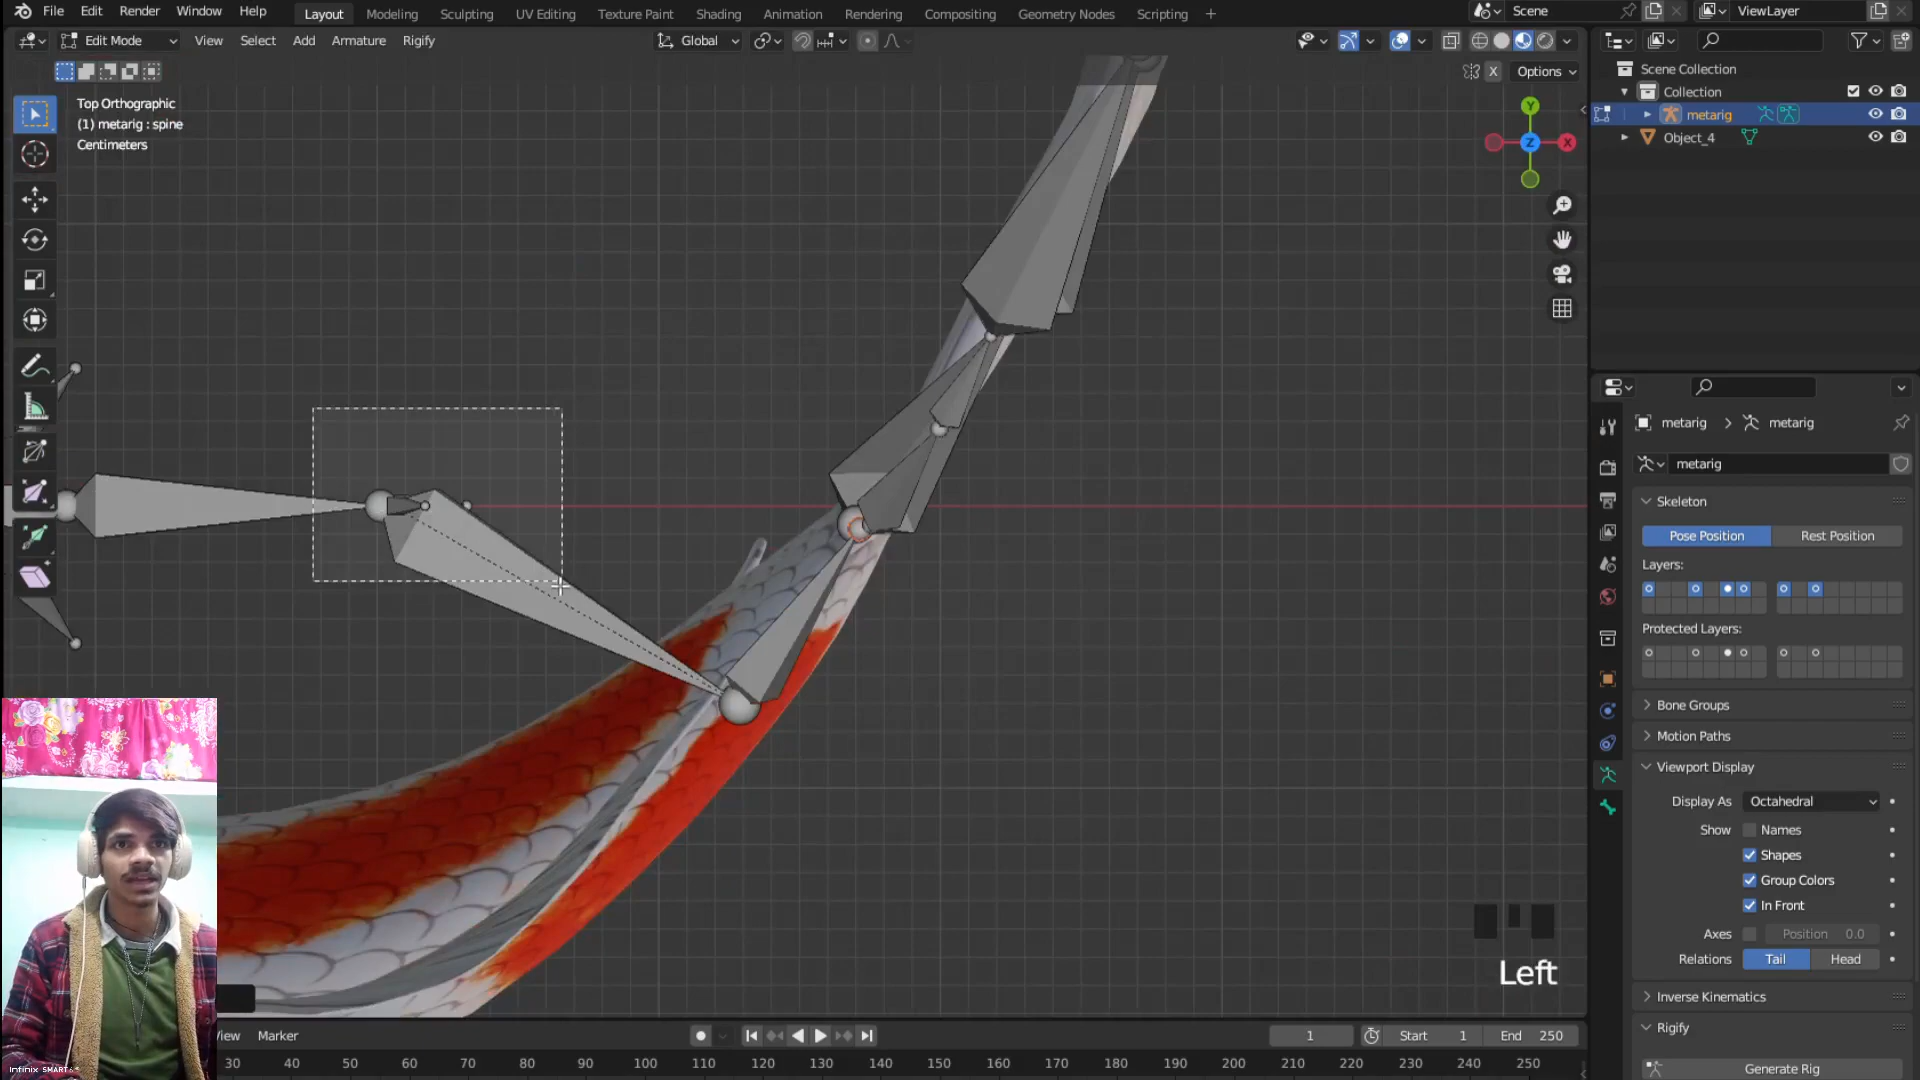 File Edit Render Window Help Layout Modeling Sculpting UV Editing Texture Paint Shading Animation Rendering Compositing Geometry Nodes Scripting + Scene ViewLayer
Edit Mode View Select Add Armature Rigify Global
X Options
Top Orthographic
(1) metarig : spine
Centimeters
Y
X
Z
Scene Collection
Collection
metarig
Object_4
metarig > metarig
metarig
Skeleton
Pose Position Rest Position
Layers:
Protected Layers:
Bone Groups
Motion Paths
Viewport Display
Display As Octahedral
Show Names
Shapes
Group Colors
In Front
Axes Position 0.0
Relations Tail Head
Inverse Kinematics
Rigify
Generate Rig
Left
View Marker 1 Start 1 End 250
30 40 50 60 70 80 90 100 110 120 130 140 150 160 170 180 190 200 210 220 230 240 250
Infinix SMART